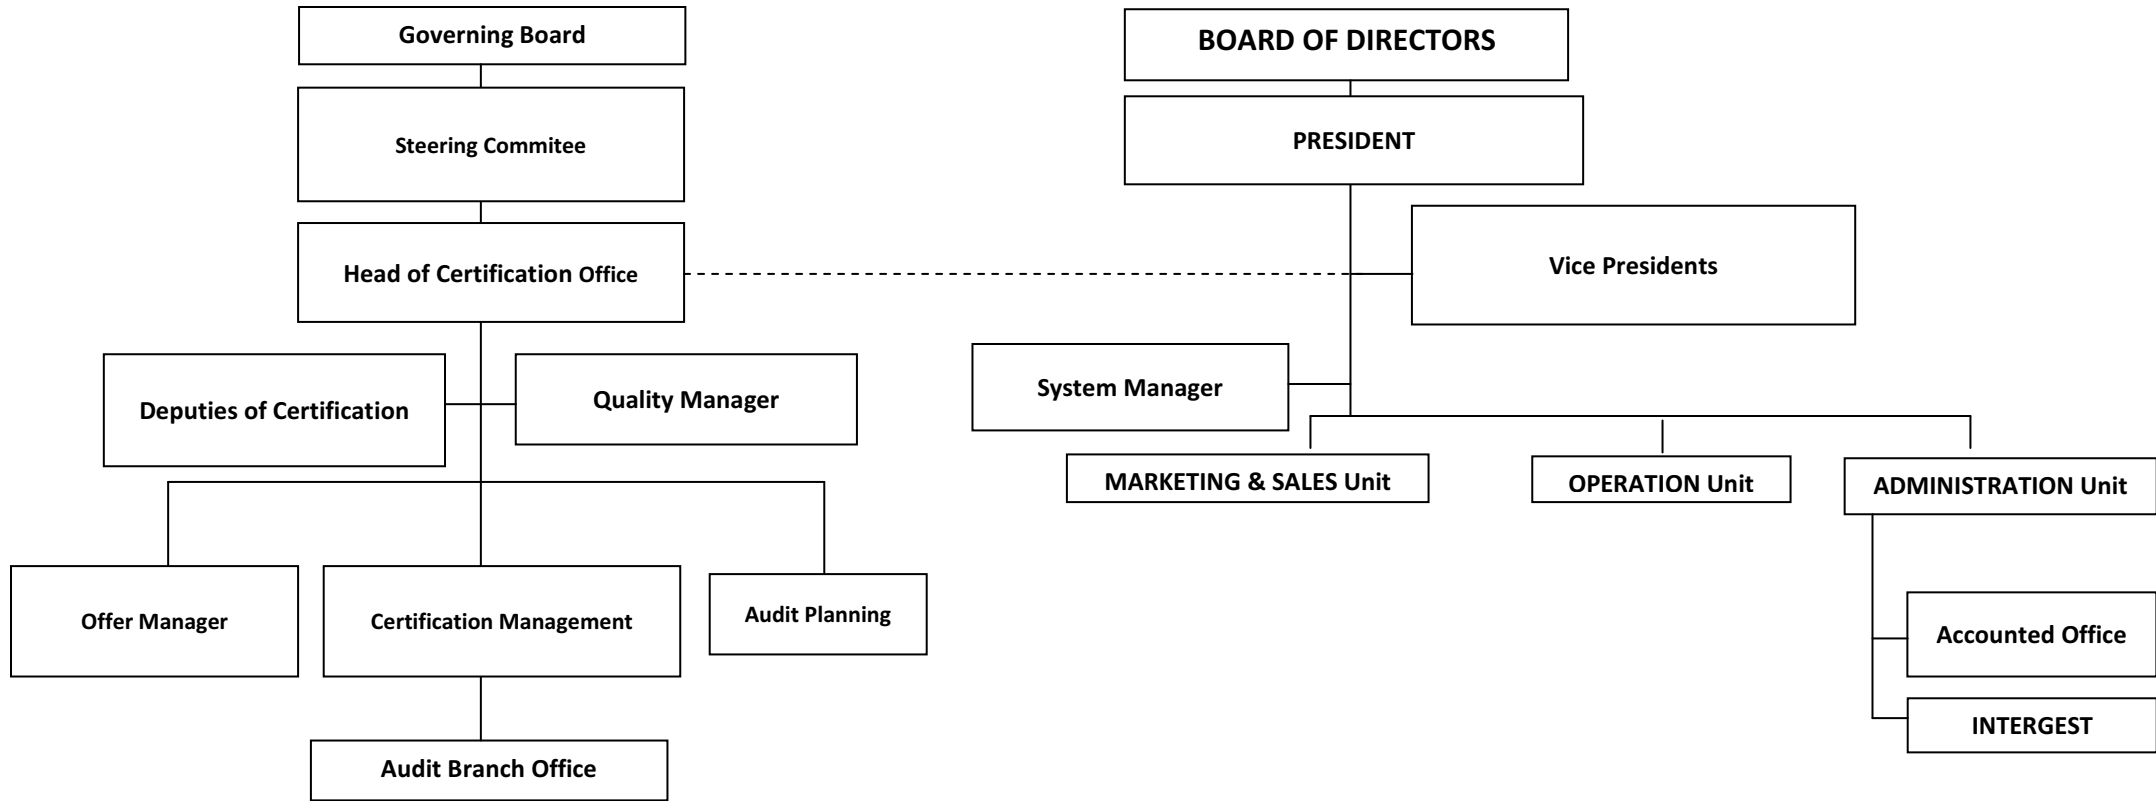 Governing Board
BOARD OF DIRECTORS
Steering Commitee
PRESIDENT
Head of Certification Office
Vice Presidents
Deputies of Certification
Quality Manager
System Manager
MARKETING & SALES Unit
OPERATION Unit
ADMINISTRATION Unit
Offer Manager
Certification Management
Audit Planning
Accounted Office
INTERGEST
Audit Branch Office